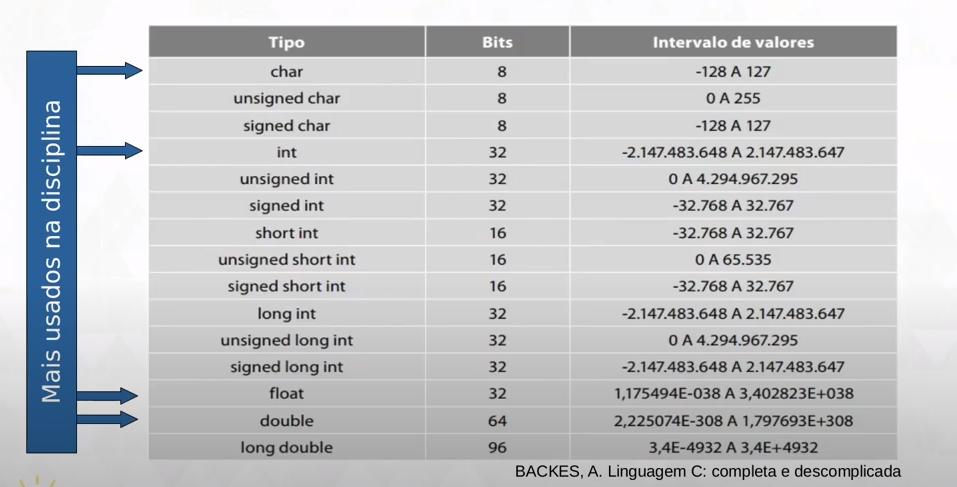 Mais usados na disciplina
Tipo Bits Intervalo de valores
char 8 -128 A 127
unsigned char 8 0 A 255
signed char 8 -128 A 127
int 32 -2.147.483.648 A 2.147.483.647
unsigned int 32 0 A 4.294.967.295
signed int 32 -32.768 A 32.767
short int 16 -32.768 A 32.767
unsigned short int 16 0 A 65.535
signed short int 16 -32.768 A 32.767
long int 32 -2.147.483.648 A 2.147.483.647
unsigned long int 32 0 A 4.294.967.295
signed long int 32 -2.147.483.648 A 2.147.483.647
float 32 1,175494E-038 A 3,402823E+038
double 64 2,225074E-308 A 1,797693E+308
long double 96 3,4E-4932 A 3,4E+4932
BACKES, A. Linguagem C: completa e descomplicada